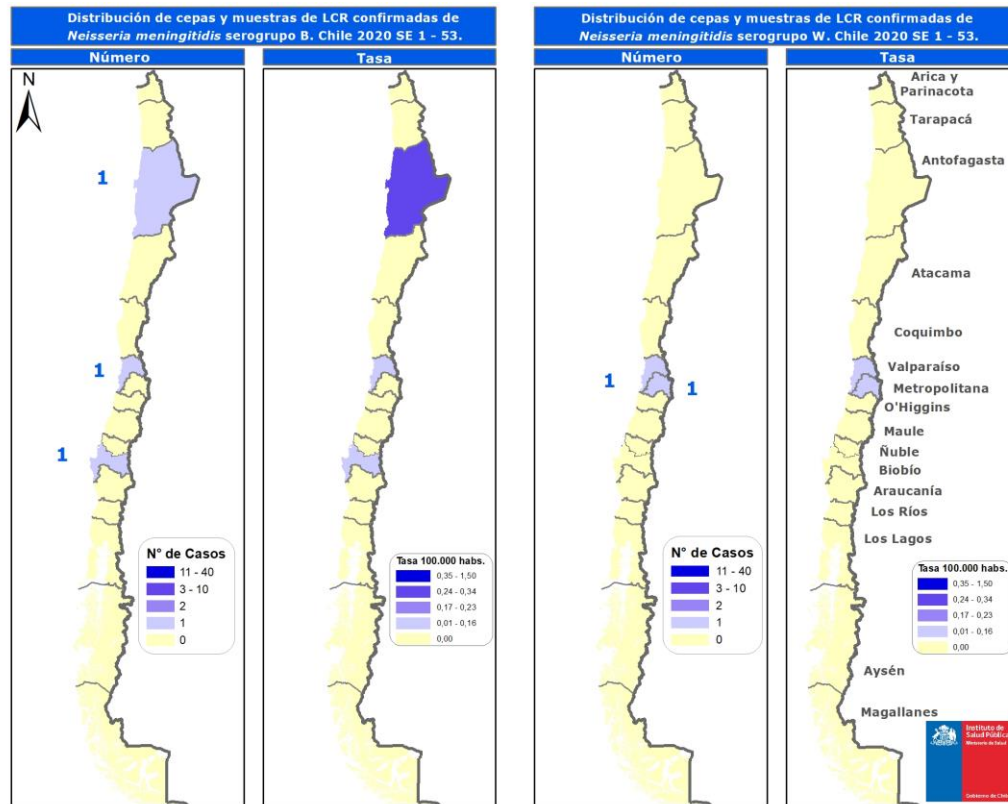 Distribución de cepas y muestras de LCR confirmadas de
Neisseria meningitidis serogrupo B. Chile 2020 SE 1 - 53.
Número
Tasa
N
1
1
1
N° de Casos
11 - 40
3 - 10
2
1
0
Tasa 100.000 habs.
0,35 - 1,50
0,24 - 0,34
0,17 - 0,23
0,01 - 0,16
0,00
Distribución de cepas y muestras de LCR confirmadas de
Neisseria meningitidis serogrupo W. Chile 2020 SE 1 - 53.
Número
Tasa
1
1
N° de Casos
11 - 40
3 - 10
2
1
0
Arica y
Parinacota
Tarapacá
Antofagasta
Atacama
Coquimbo
Valparaíso
Metropolitana
O'Higgins
Maule
Ñuble
Biobío
Araucanía
Los Ríos
Los Lagos
Tasa 100.000 habs.
0,35 - 1,50
0,24 - 0,34
0,17 - 0,23
0,01 - 0,16
0,00
Aysén
Magallanes
Instituto de
Salud Pública
Ministerio de Salud
Gobierno de Chile